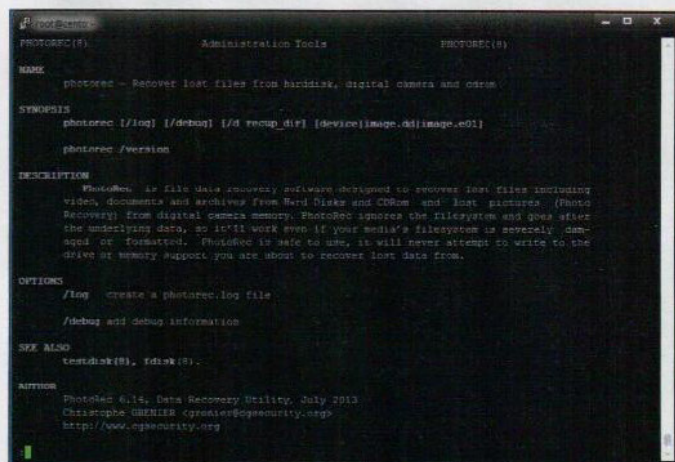 root@cento ~
PHOTOREC(8) Administration Tools PHOTOREC(8)
NAME
photorec - Recover lost files from harddisk, digital camera and cdrom
SYNOPSIS
photorec [/log] [/debug] [/d recup_dir] [device|image.dd|image.e01]
photorec /version
DESCRIPTION
PhotoRec is file data recovery software designed to recover lost files including
video, documents and archives from Hard Disks and CDRom and lost pictures (Photo
Recovery) from digital camera memory. PhotoRec ignores the filesystem and goes after
the underlying data, so it'll work even if your media's filesystem is severely dam-
aged or formatted. PhotoRec is safe to use, it will never attempt to write to the
drive or memory support you are about to recover lost data from.
OPTIONS
/log create a photorec.log file
/debug add debug information
SEE ALSO
testdisk(8), fdisk(8).
AUTHOR
PhotoRec 6.14, Data Recovery Utility, July 2013
Christophe GRENIER <grenier@cgsecurity.org>
http://www.cgsecurity.org
: